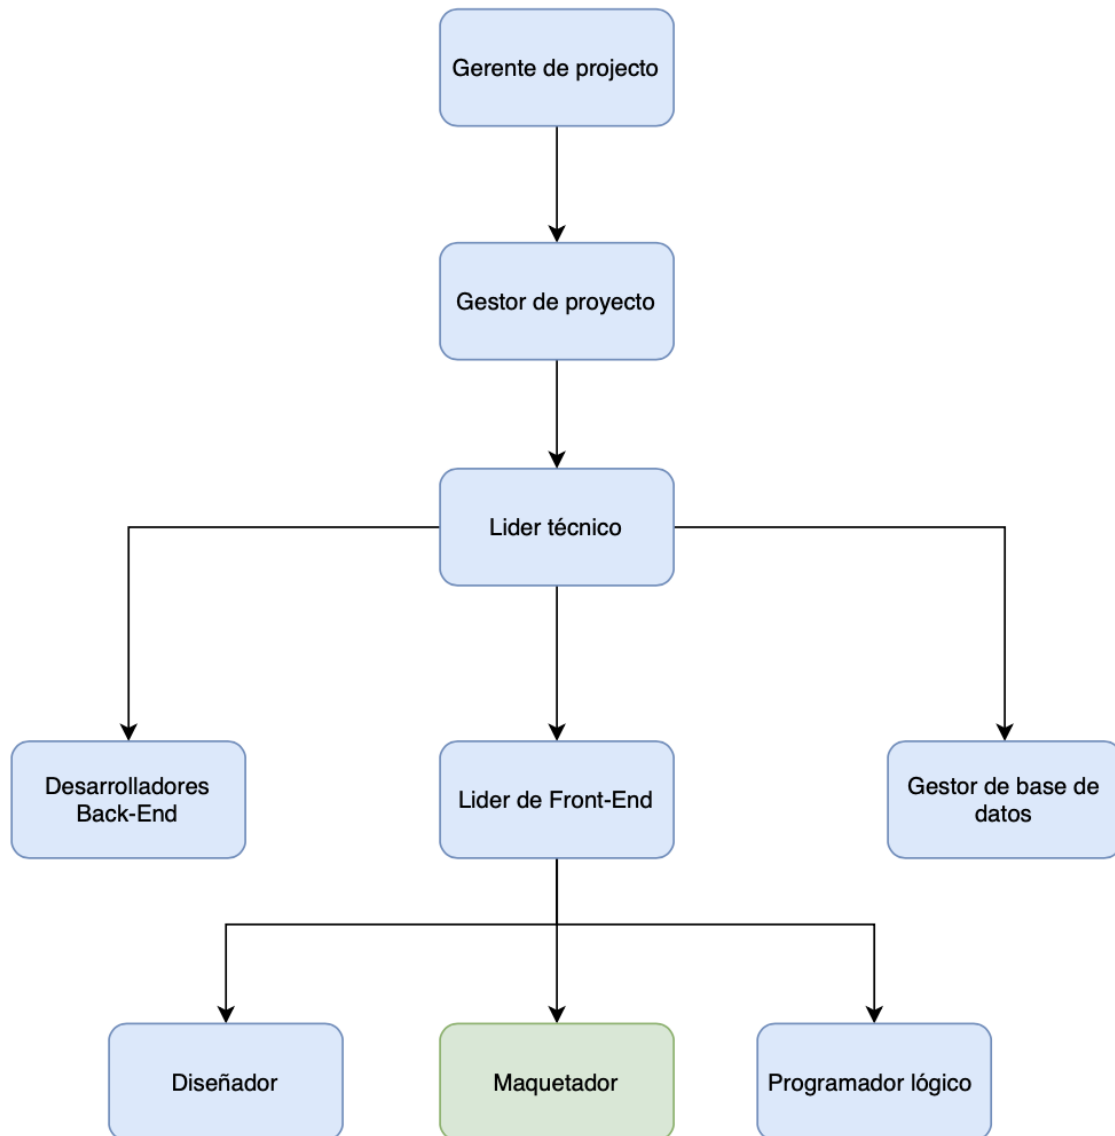 Gerente de projecto
Gestor de proyecto
Lider técnico
Desarrolladores
Back-End
Lider de Front-End
Gestor de base de
datos
Diseñador
Maquetador
Programador lógico